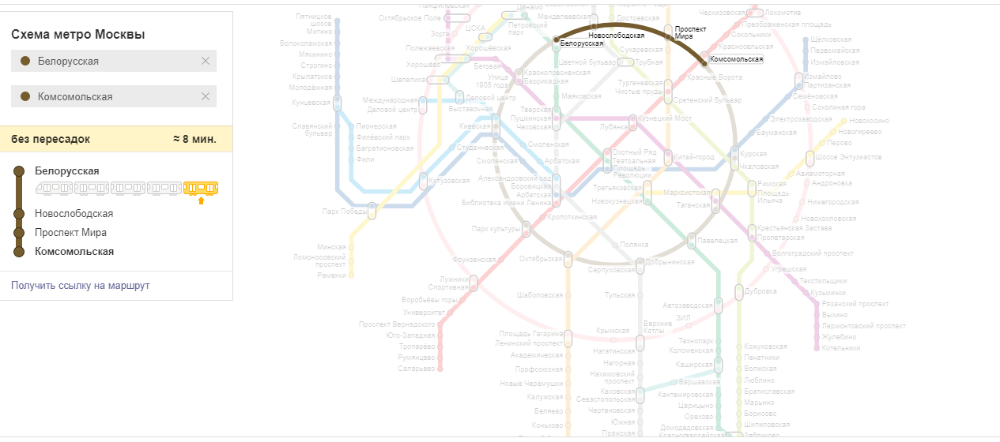 Схема метро Москвы
Белорусская
Комсомольская
без пересадок
≈ 8 мин.
Белорусская
Новослободская
Проспект Мира
Комсомольская
Получить ссылку на маршрут
Пятницкое
шоссе
Митино
Волоколамская
Мякинино
Строгино
Крылатское
Молодёжная
Кунцевская
Славянский
бульвар
Пионерская
Филёвский парк
Багратионовская
Фили
Кутузовская
Студенческая
Парк Победы
Минская
Ломоносовский
проспект
Раменки
Октябрьское Поле
Панфиловская
Зорге
ЦСКА
Петровский
парк
Динамо
Полежаевская
Хорошёвская
Хорошёво
Беговая
Шелепиха
Улица
1905 года
Международная
Деловой центр
Деловой центр
Выставочная
Киевская
Краснопресненская
Баррикадная
Менделеевская
Новослободская
Белорусская
Достоевская
Проспект
Мира
Комсомольская
Сухаревская
Цветной бульвар
Трубная
Маяковская
Тверская
Пушкинская
Чеховская
Тургеневская
Чистые пруды
Сретенский бульвар
Кузнецкий Мост
Лубянка
Красные Ворота
Красносельская
Сокольники
Преображенская площадь
Черкизовская
Локомотив
Щёлковская
Первомайская
Измайловская
Измайлово
Партизанская
Семёновская
Соколиная гора
Электрозаводская
Бауманская
Новокосино
Новогиреево
Перово
Шоссе Энтузиастов
Авиамоторная
Андроновка
Нижегородская
Новохохловская
Курская
Чкаловская
Римская
Площадь
Ильича
Марксистская
Таганская
Крестьянская Застава
Пролетарская
Волгоградский проспект
Угрешская
Текстильщики
Кузьминки
Рязанский проспект
Выхино
Лермонтовский проспект
Жулебино
Котельники
Дубровка
Кожуховская
Печатники
Волжская
Люблино
Братиславская
Марьино
Борисово
Шипиловская
Зябликово
Смоленская
Смоленская
Арбатская
Александровский сад
Боровицкая
Арбатская
Библиотека имени Ленина
Охотный Ряд
Театральная
Площадь
Революции
Китай-город
Третьяковская
Новокузнецкая
Кропоткинская
Парк культуры
Полянка
Павелецкая
Октябрьская
Серпуховская
Добрынинская
Фрунзенская
Лужники
Спортивная
Воробьёвы горы
Университет
Проспект Вернадского
Юго-Западная
Тропарёво
Румянцево
Саларьево
Шаболовская
Площадь Гагарина
Ленинский проспект
Академическая
Профсоюзная
Новые Черёмушки
Калужская
Беляево
Коньково
Тульская
Крымская
Верхние
Котлы
Нагатинская
Нагорная
Нахимовский
проспект
Каховская
Севастопольская
Чертановская
Южная
Пражская
Варшавская
Автозаводская
ЗИЛ
Технопарк
Коломенская
Каширская
Кантемировская
Царицыно
Орехово
Домодедовская
Красногвардейская